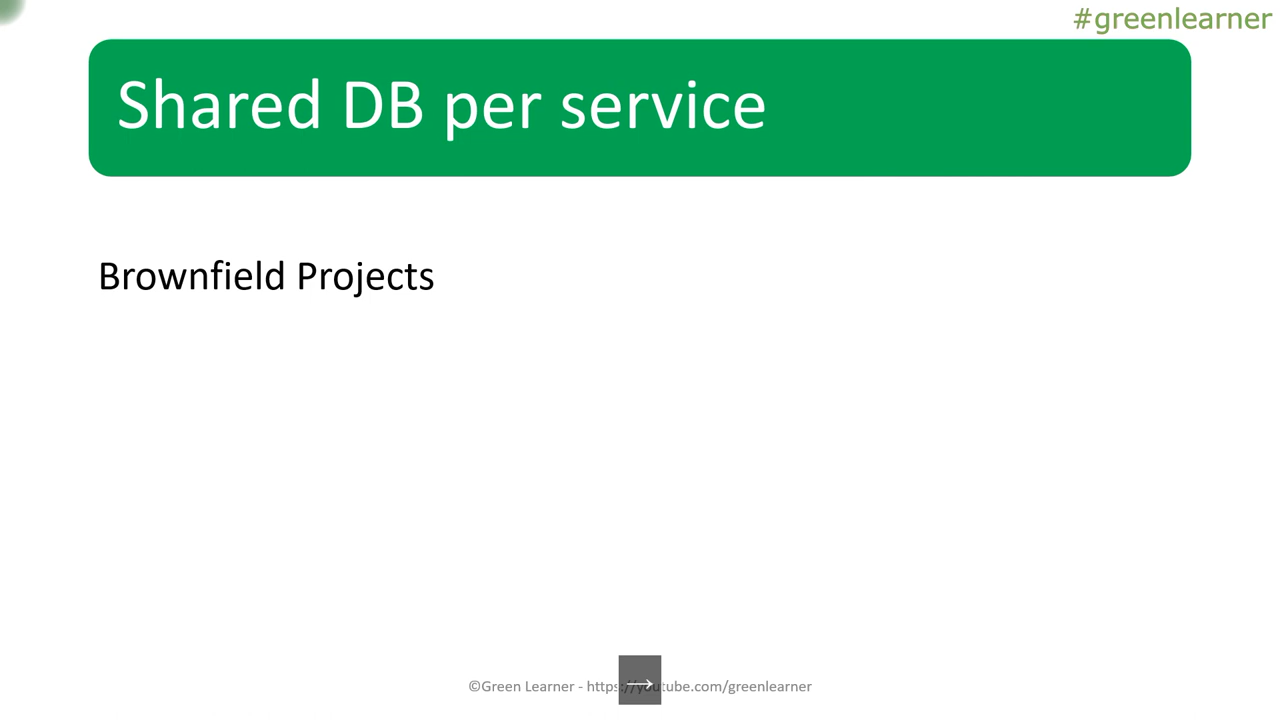 #greenlearner
Shared DB per service
Brownfield Projects
©Green Learner - https://youtube.com/greenlearner